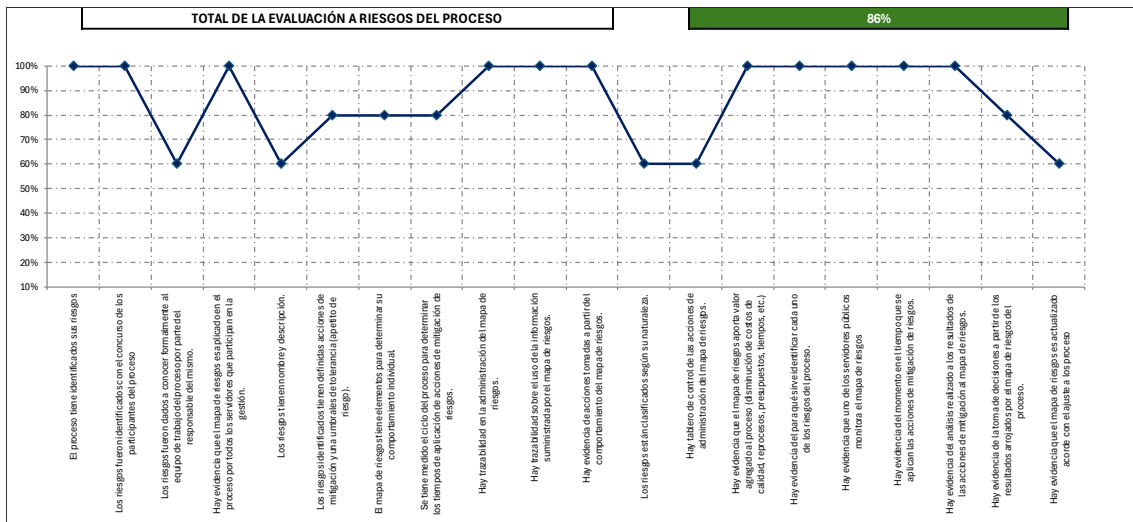 TOTAL DE LA EVALUACIÓN A RIESGOS DEL PROCESO
86%
100%
90%
80%
70%
60%
50%
40%
30%
20%
10%
El proceso tiene identificados sus riesgos
Los riesgos fueron identificados con el concurso de los
participantes del proceso
Los riesgos fueron dados a conocer formalmente al
equipo de trabajo del proceso por parte del
responsable del mismo.
Hay evidencia que el mapa de riesgos es aplicado en el
proceso por todos los servidores que participan en la
gestión.
Los riesgos tienen nombre y descripción.
Los riesgos identificados tienen definidas acciones de
mitigación y una umbrales de tolerancia (apetito de
riesgo).
El mapa de riesgos tiene elementos para determinar su
comportamiento individual.
Se tiene medido el ciclo del proceso para determinar
los tiempos de aplicación de acciones de mitigación de
riesgos.
Hay trazabilidad en la administración del mapa de
riesgos.
Hay trazabilidad sobre el uso de la información
suministrada por el mapa de riesgos.
Hay evidencia de acciones tomadas a partir del
comportamiento del mapa de riesgos.
Los riesgos están clasificados según su naturaleza.
Hay tablero de control de las acciones de
administración del mapa de riesgos.
Hay evidencia que el mapa de riesgos aporta valor
agregado al proceso (disminución de costos de
calidad, reprocesos, presupuestos, tiempos, etc.)
Hay evidencia del para qué sirve identificar cada uno
de los riesgos del proceso.
Hay evidencia que uno de los servidores públicos
monitora el mapa de riesgos
Hay evidencia del momento en el tiempo que se
aplican las acciones de mitigación de riesgos.
Hay evidencia del análisis realizado a los resultados de
las acciones de mitigación al mapa de riesgos.
Hay evidencia de la toma de decisiones a partir de los
resultados arrojados por el mapa de riesgos del
proceso.
Hay evidencia que el mapa de riesgos es actualizado
acorde con el ajuste a los proceso